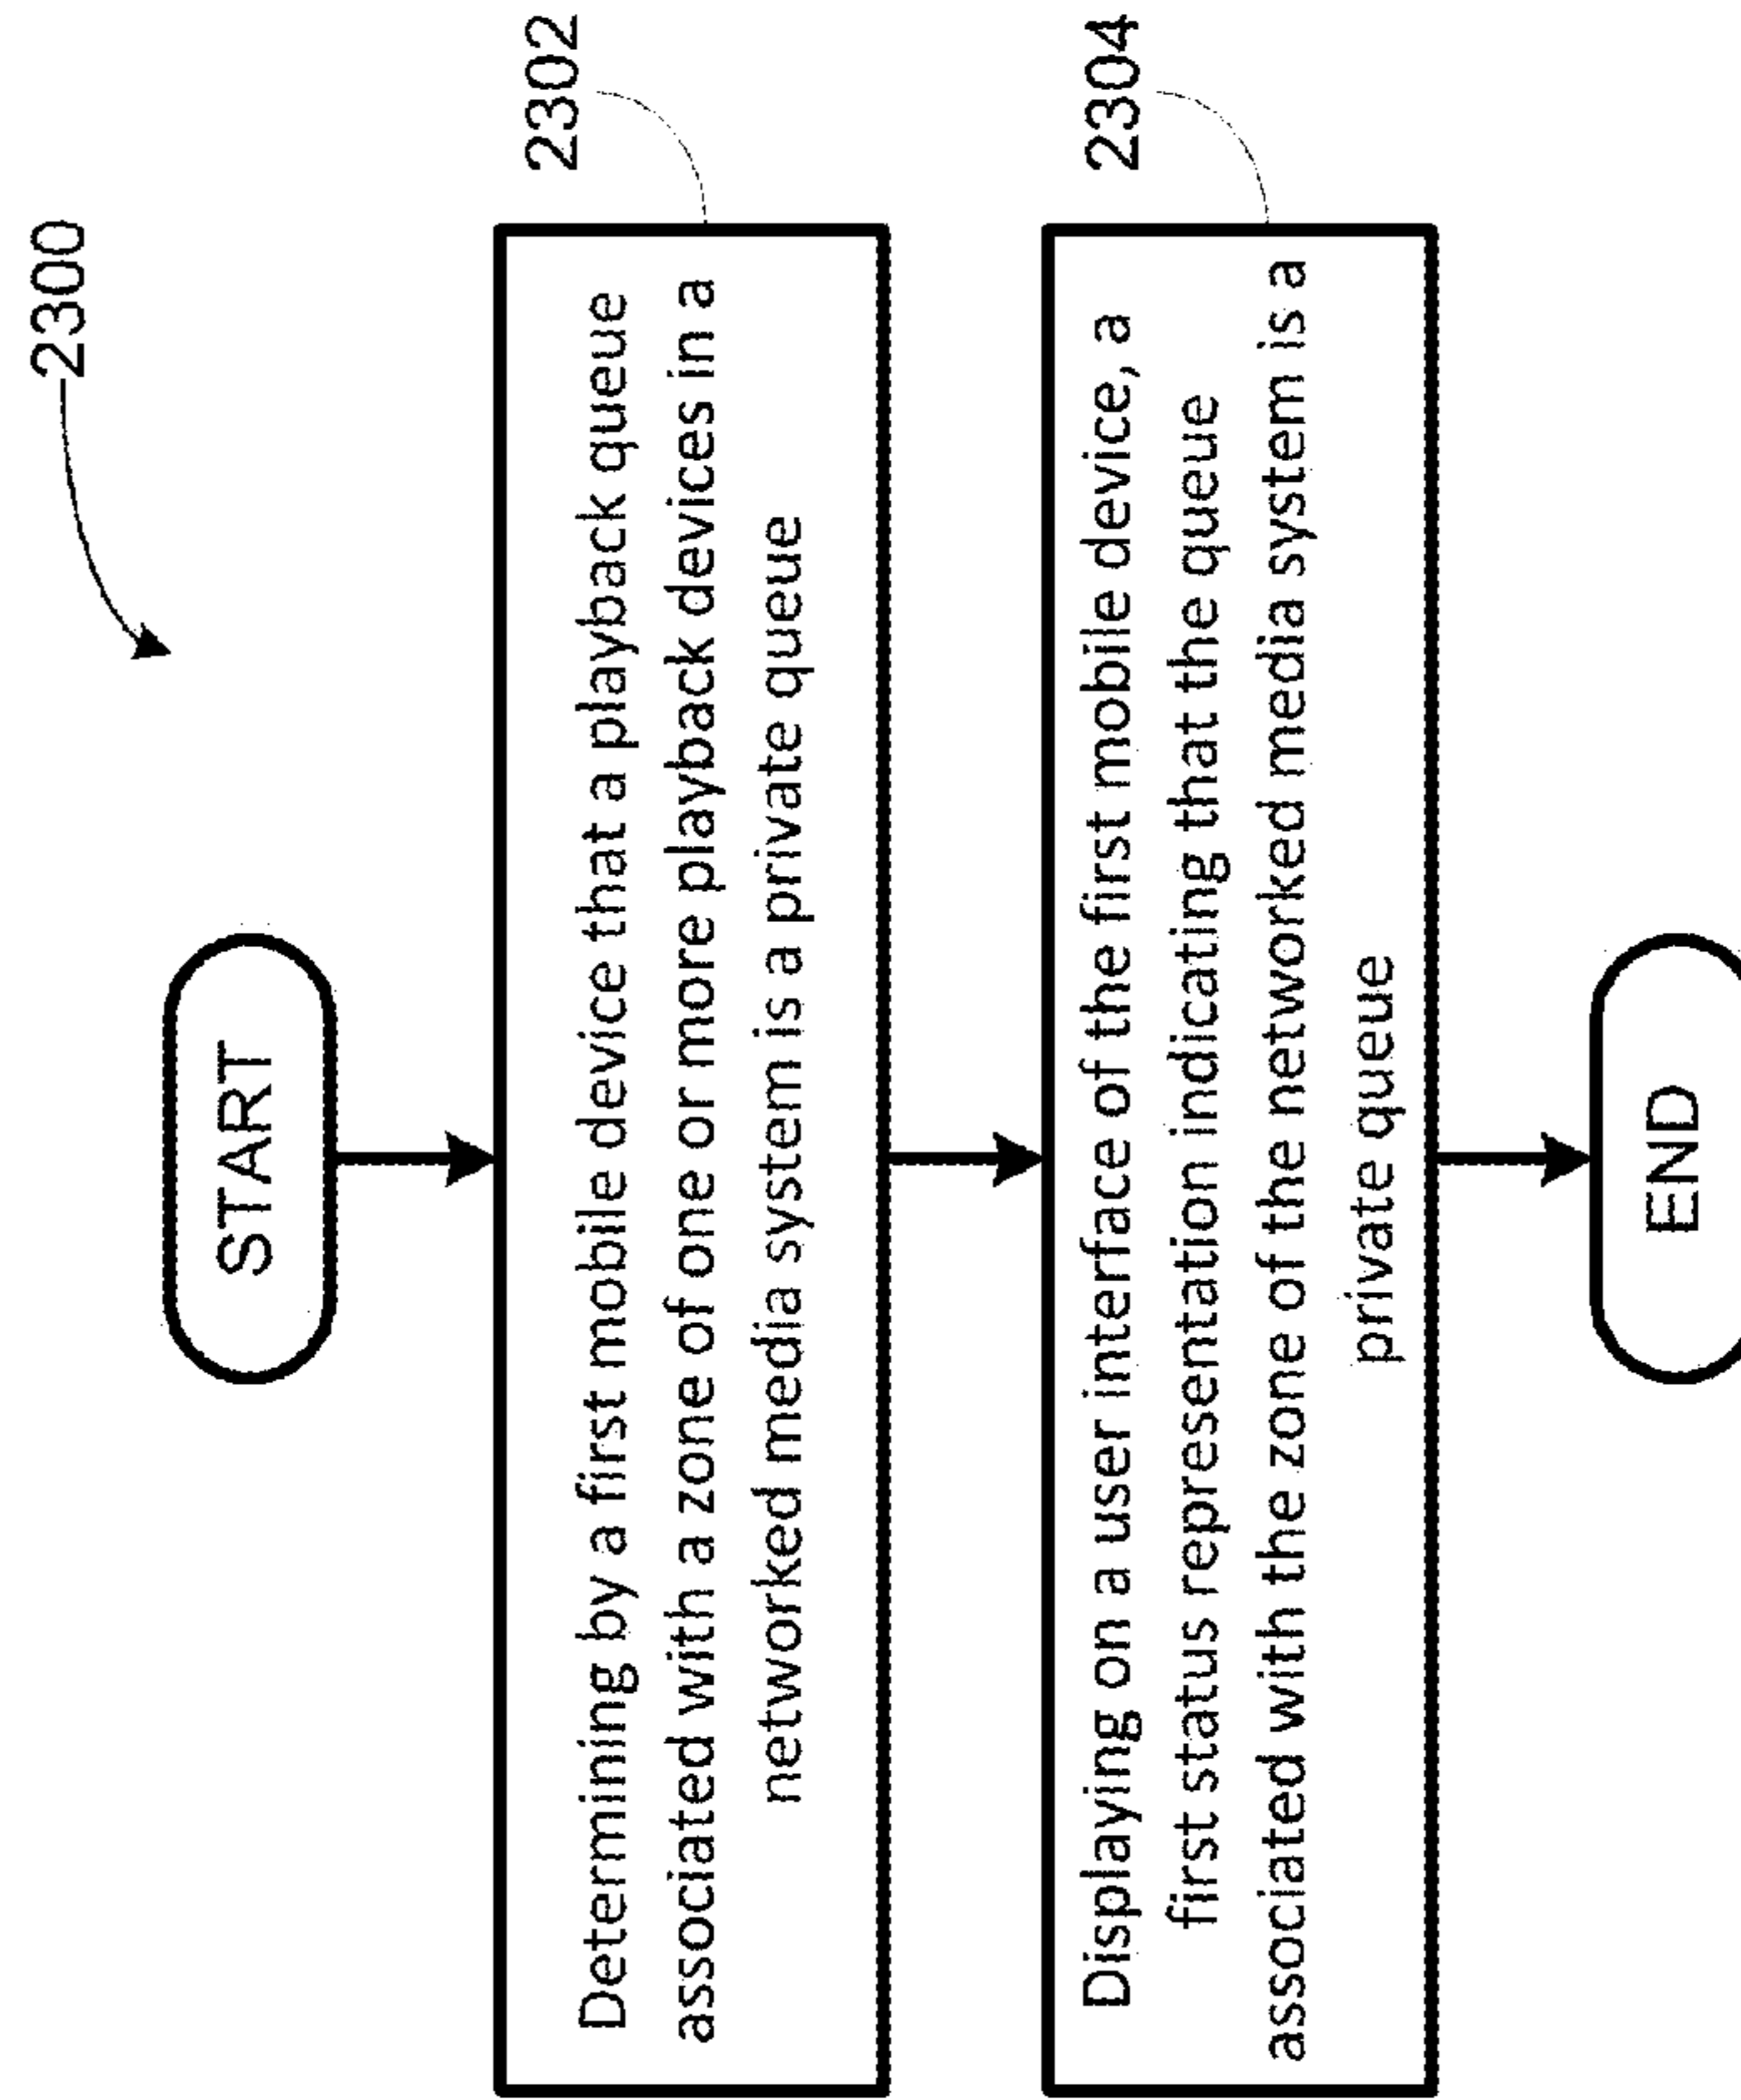 2300
START
Determining by a first mobile device that a playback queue
associated with a zone of one or more playback devices in a
networked media system is a private queue
2302
Displaying on a user interface of the first mobile device, a
first status representation indicating that the queue
associated with the zone of the networked media system is a
private queue
2304
END